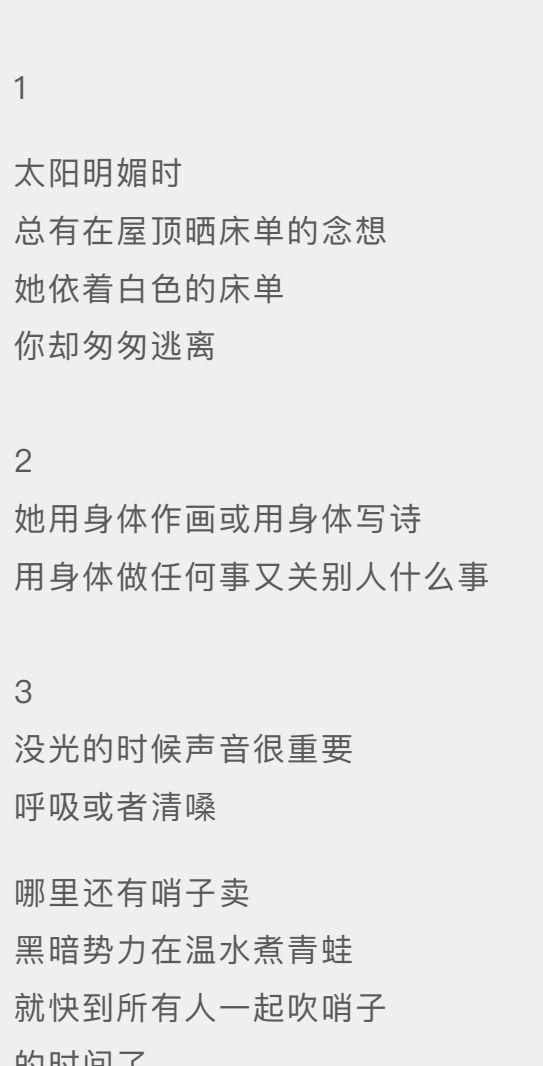 1
太阳明媚时
总有在屋顶晒床单的念想
她依着白色的床单
你却匆匆逃离
2
她用身体作画或用身体写诗
用身体做任何事又关别人什么事
3
没光的时候声音很重要
呼吸或者清嗓
哪里还有哨子卖
黑暗势力在温水煮青蛙
就快到所有人一起吹哨子
的时间了